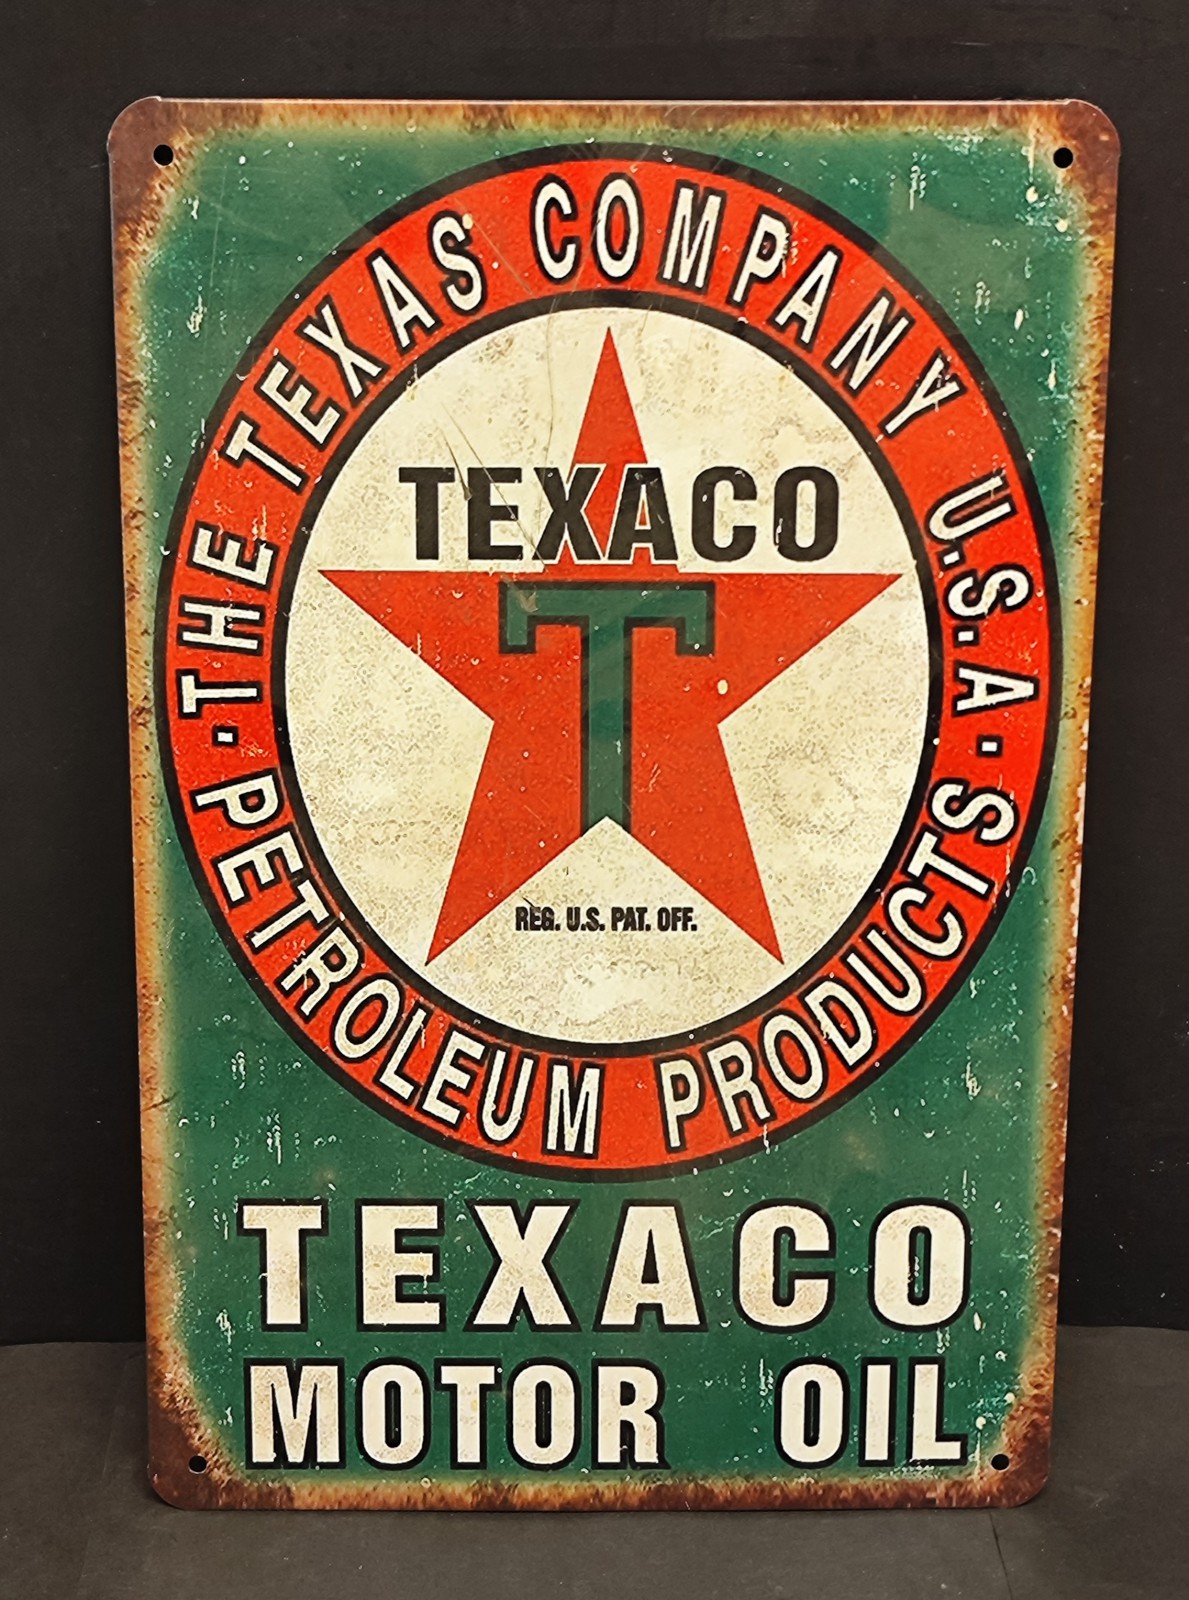 ·THE TEXAS COMPANY U.S.A·
PETROLEUM PRODUCTS
TEXACO
T
REG. U.S. PAT. OFF.
TEXACO
MOTOR OIL